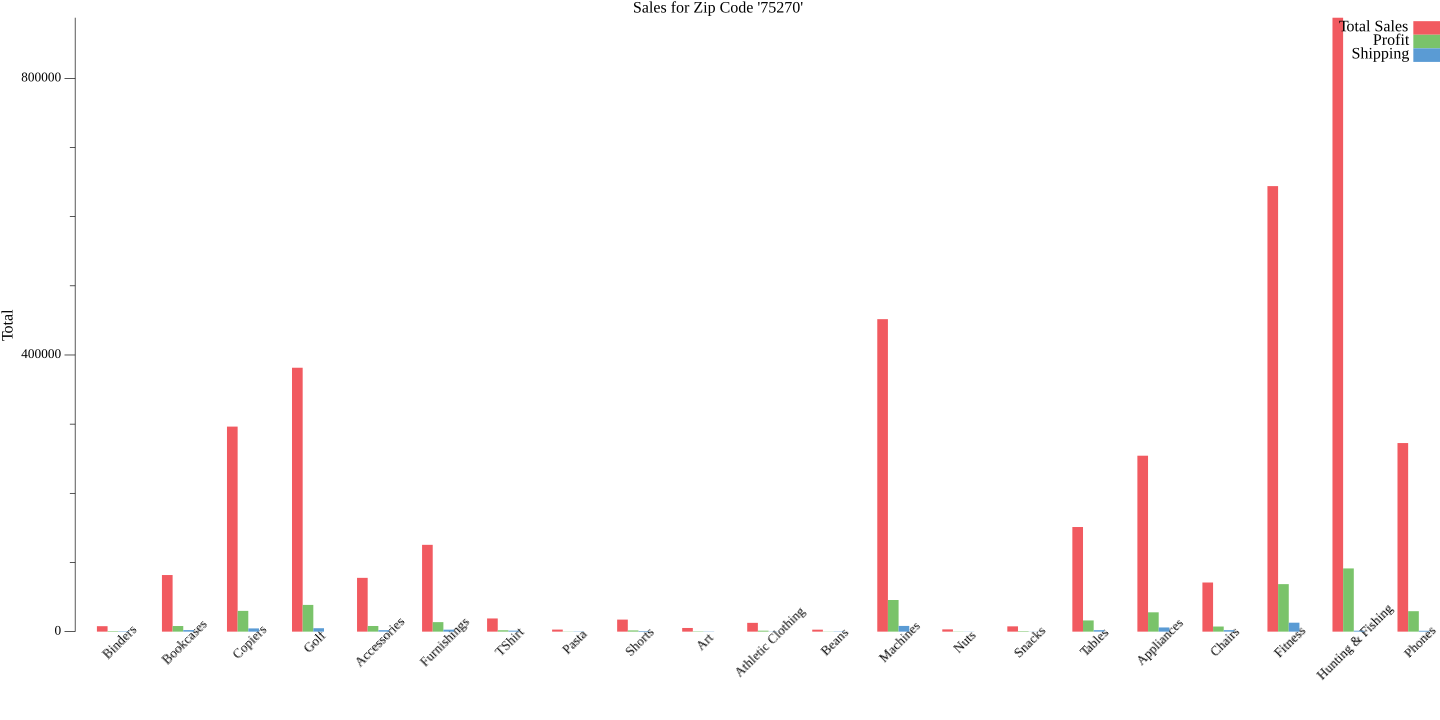 Sales for Zip Code '75270'
Total Sales
Profit
Shipping
800000
400000
0
Total
Binders
Bookcases
Copiers
Golf
Accessories
Furnishings
TShirt
Pasta
Shorts
Art
Athletic Clothing
Beans
Machines
Nuts
Snacks
Tables
Appliances
Chairs
Fitness
Hunting & Fishing
Phones